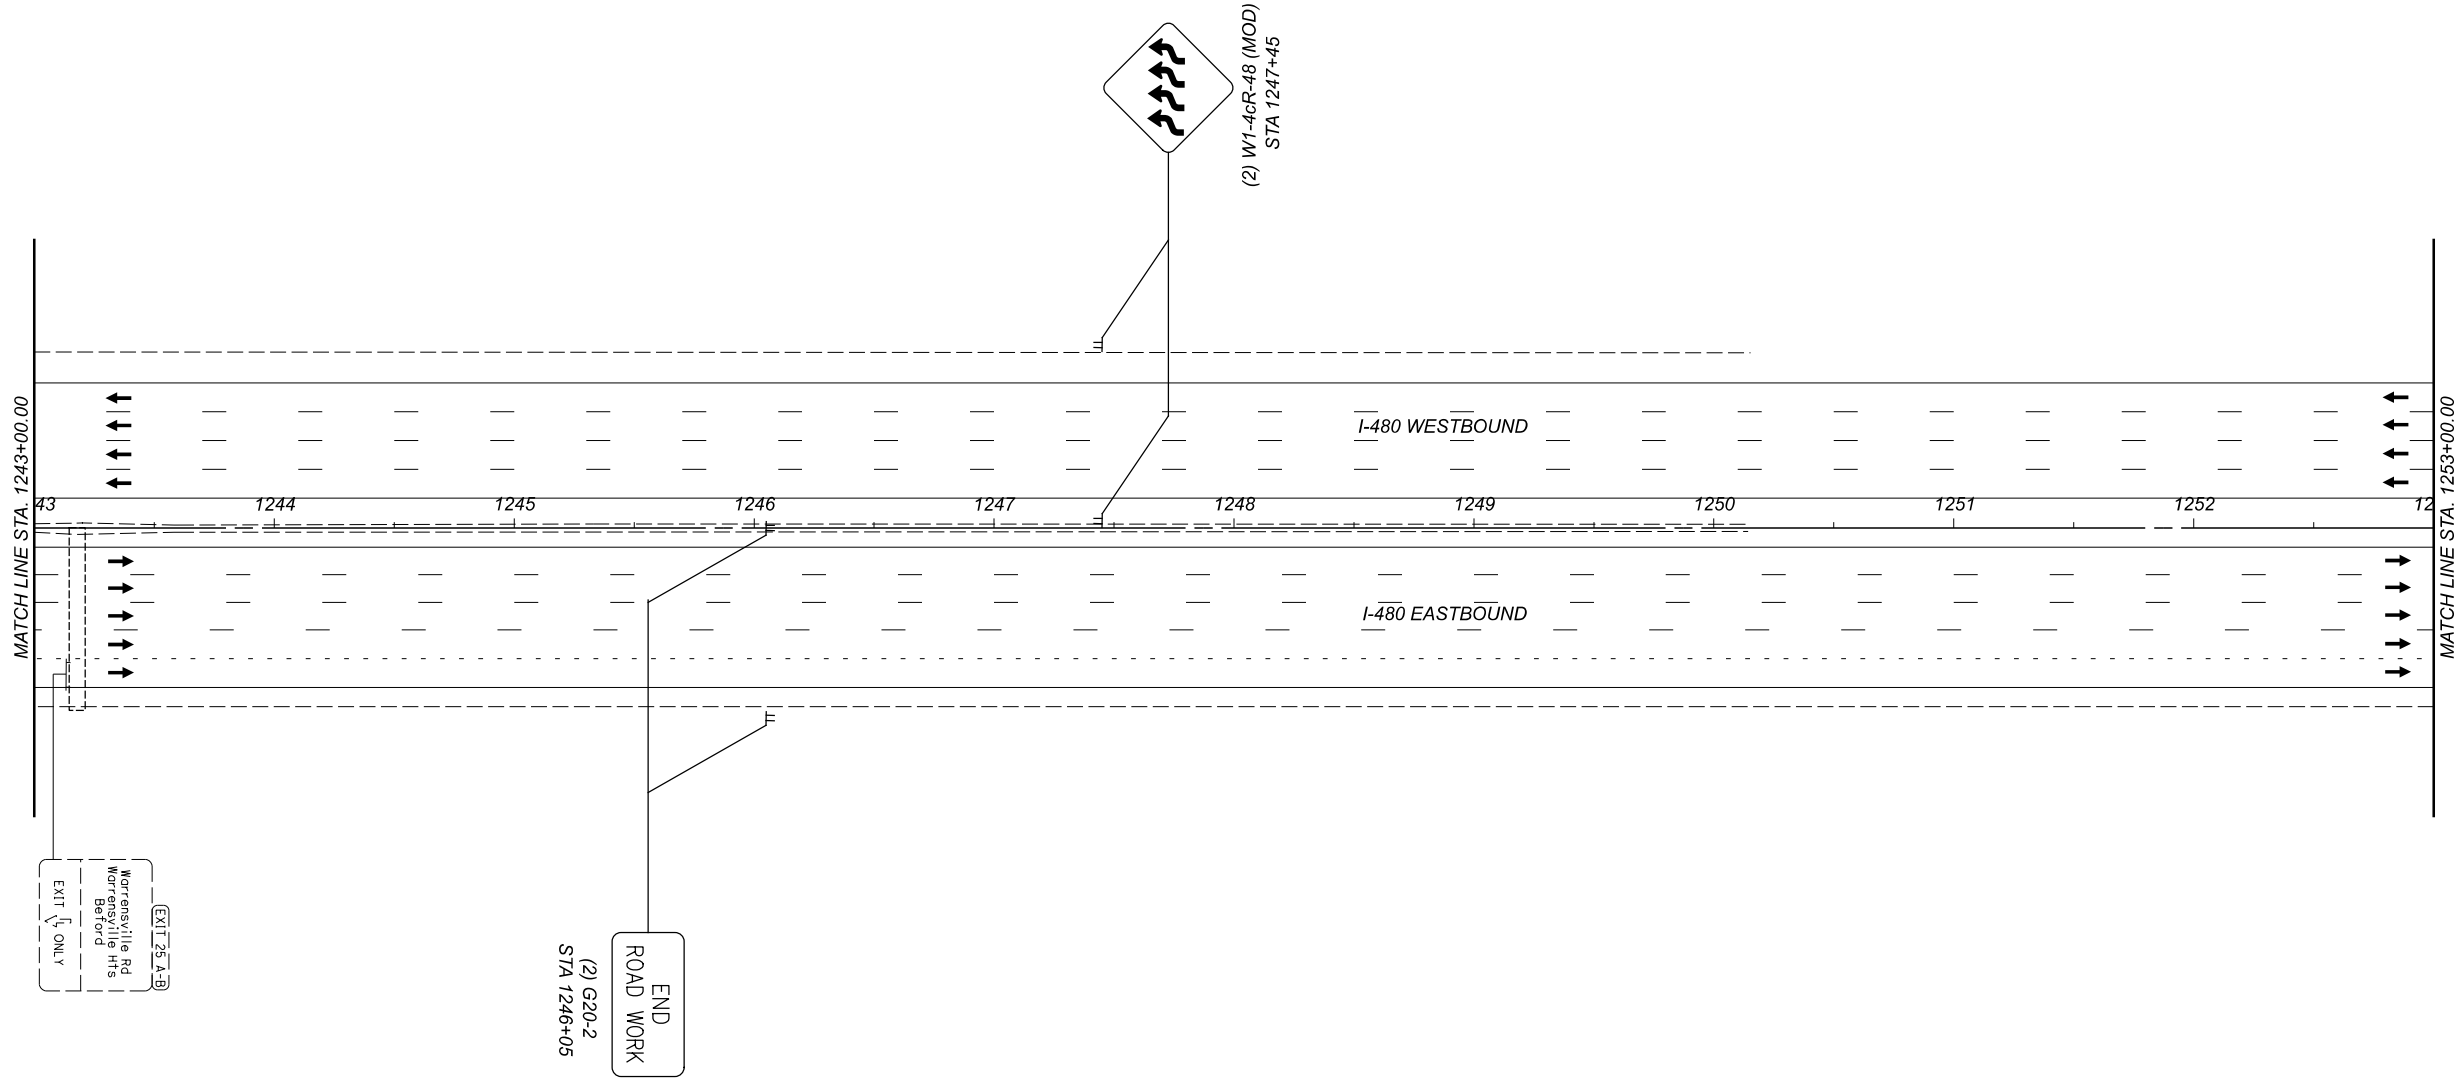 (2) W1-4cR-48 (MOD)
STA 1247+45
MATCH LINE STA. 1243+00.00
MATCH LINE STA. 1253+00.00
I-480 WESTBOUND
43 1244 1245 1246 1247 1248 1249 1250 1251 1252 12
I-480 EASTBOUND
EXIT 25 A-B
Warrensville Rd
Warrensville Hts
Beford
EXIT ONLY
END
ROAD WORK
(2) G20-2
STA 1246+05